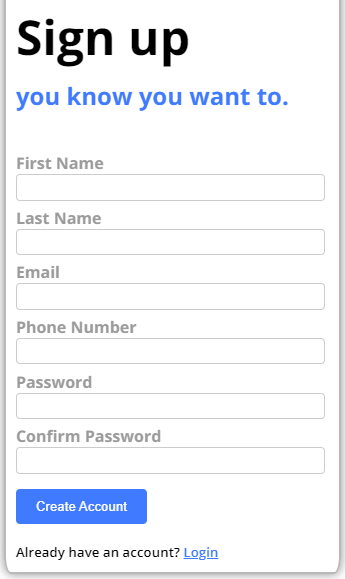 Sign up
you know you want to.
First Name
Last Name
Email
Phone Number
Password
Confirm Password
Create Account
Already have an account? Login